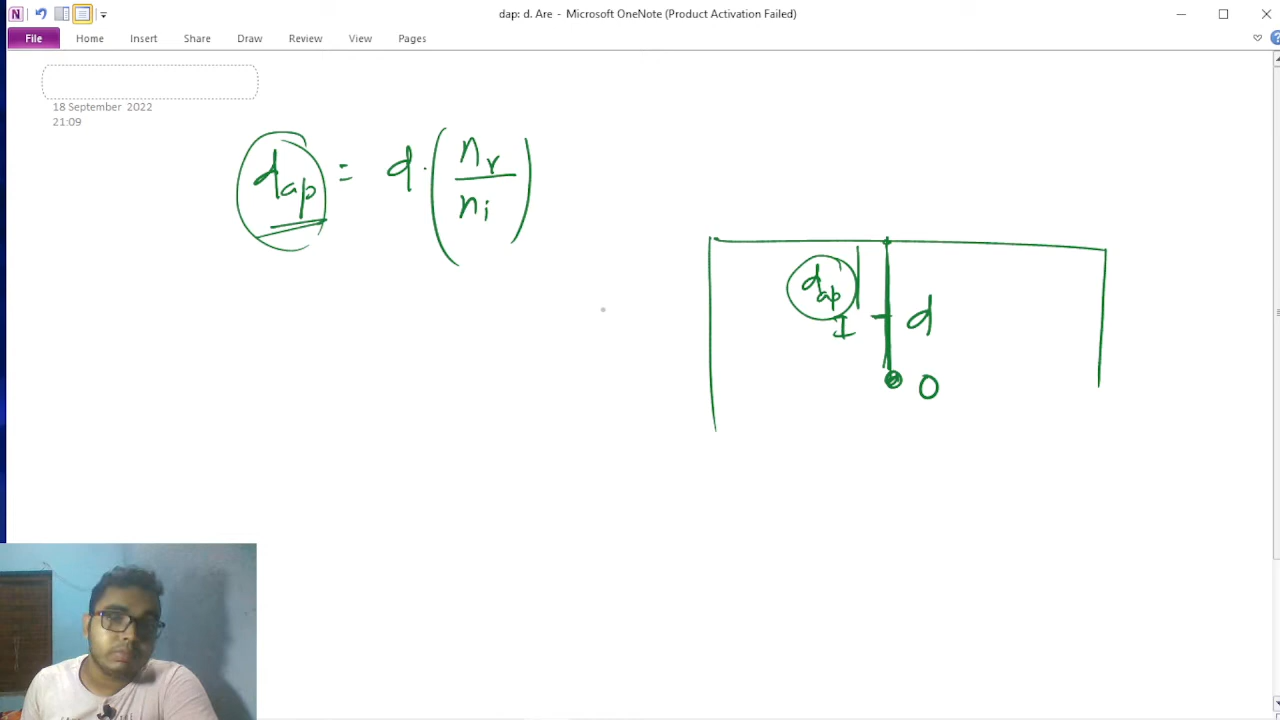 dap: d. Are - Microsoft OneNote (Product Activation Failed)
File Home Insert Share Draw Review View Pages
18 September 2022
21:09
dap = d · (nr/ni)
dap
I
d
O